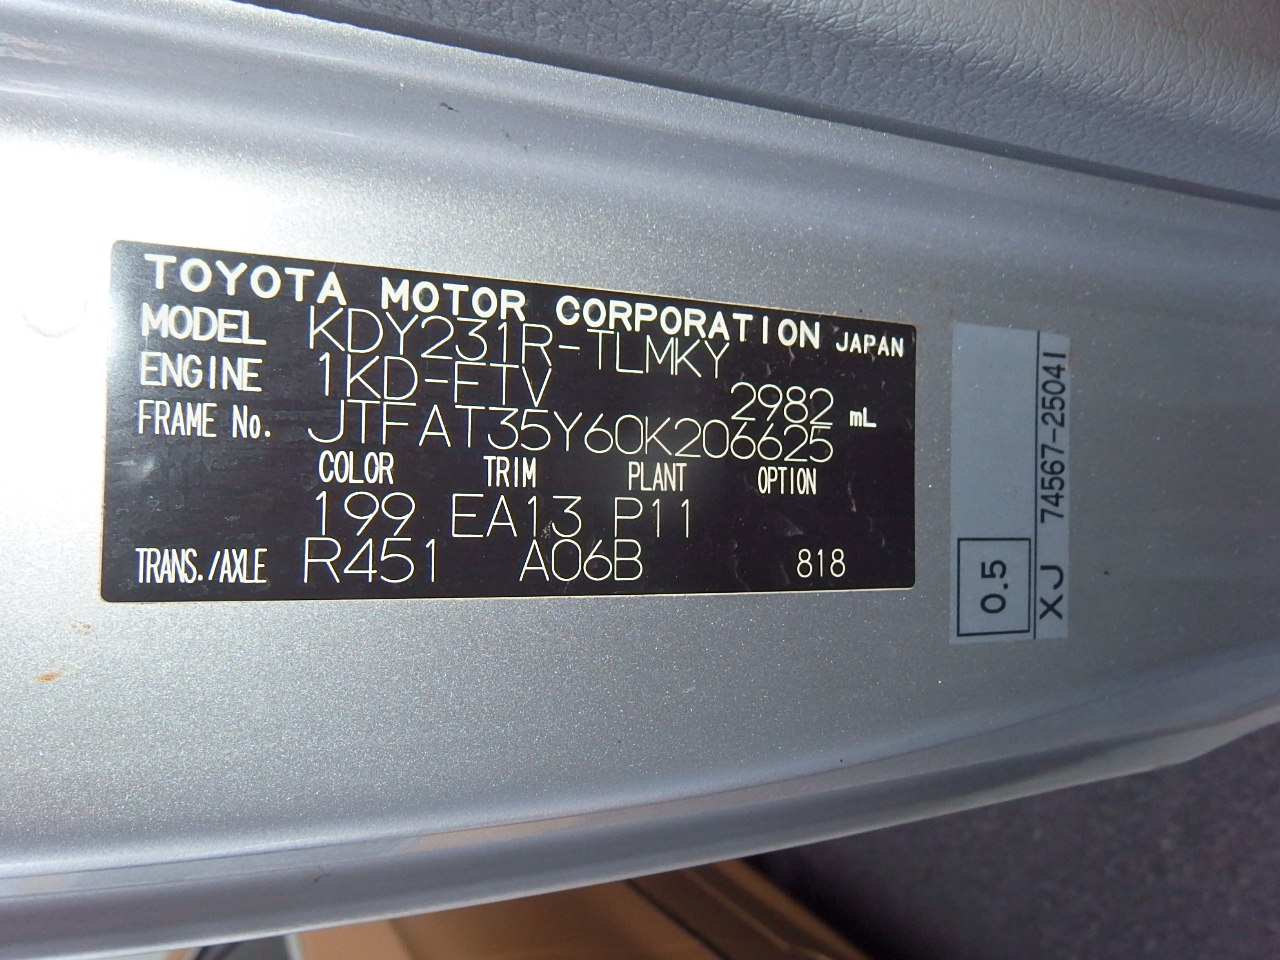 TOYOTA MOTOR CORPORATION JAPAN
MODEL KDY231R-TLMKY
ENGINE 1KD-FTV 2982 mL
FRAME No. JTFAT35Y60K206625
COLOR TRIM PLANT OPTION
199 EA13 P11
TRANS./AXLE R451 A06B 818
0.5
XJ 74567-25041